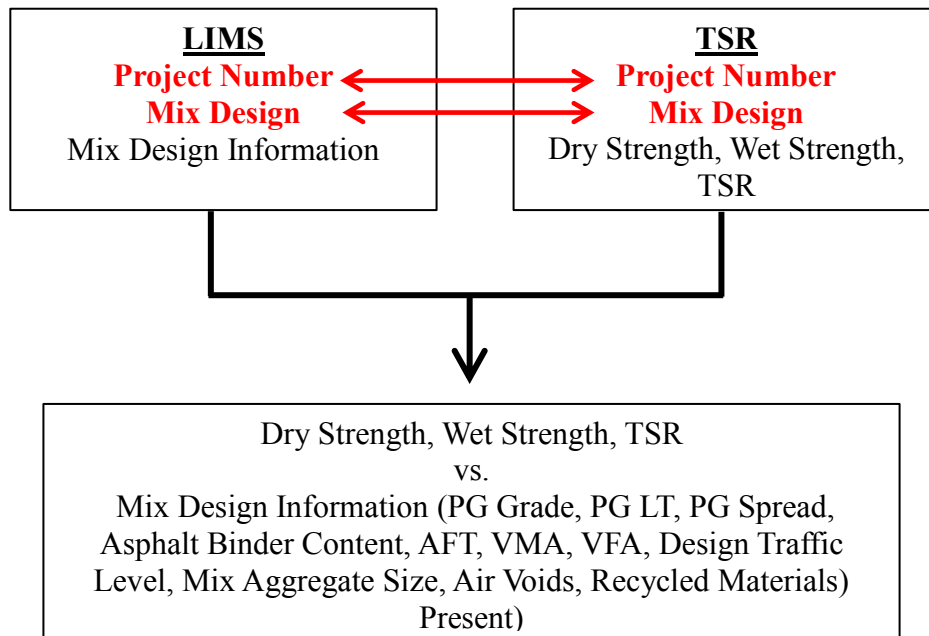 LIMS
Project Number
Mix Design
Mix Design Information
TSR
Project Number
Mix Design
Dry Strength, Wet Strength,
TSR
Dry Strength, Wet Strength, TSR
vs.
Mix Design Information (PG Grade, PG LT, PG Spread,
Asphalt Binder Content, AFT, VMA, VFA, Design Traffic
Level, Mix Aggregate Size, Air Voids, Recycled Materials)
Present)